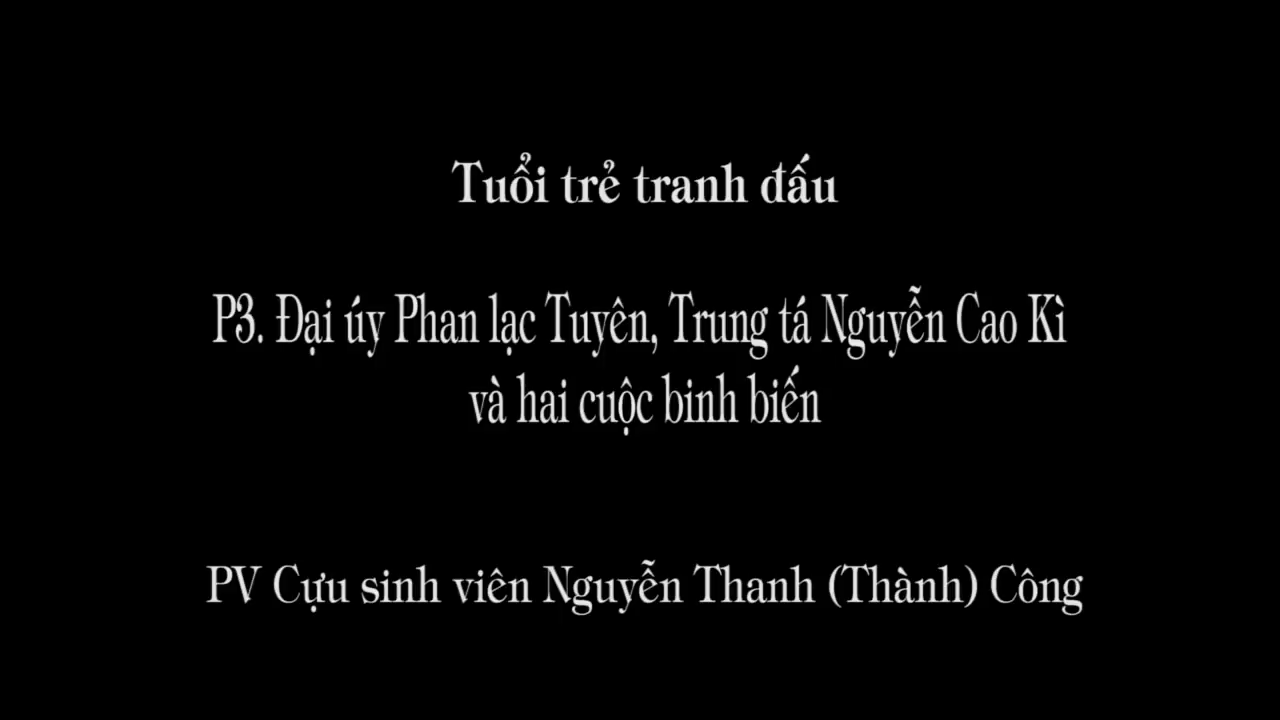 Tuổi trẻ tranh đấu
P3. Đại úy Phan lạc Tuyên, Trung tá Nguyễn Cao Kì
và hai cuộc binh biến
PV Cựu sinh viên Nguyễn Thanh (Thành) Công